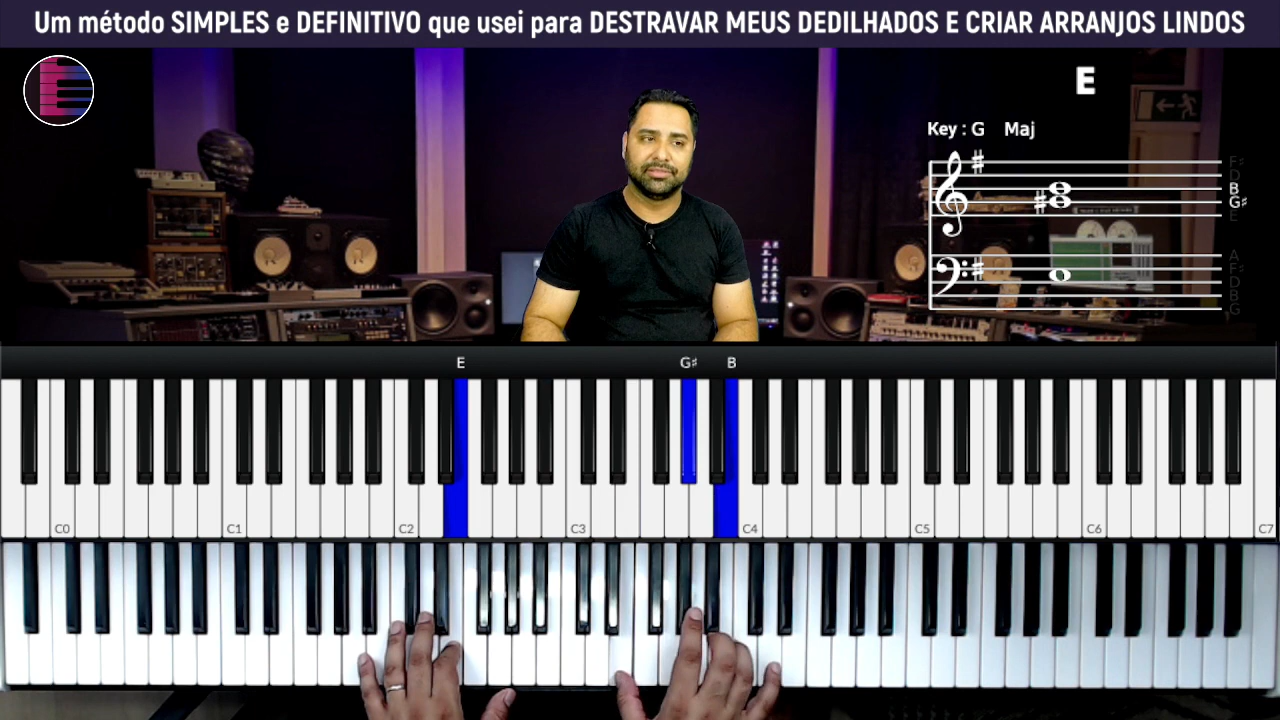 Um método SIMPLES e DEFINITIVO que usei para DESTRAVAR MEUS DEDILHADOS E CRIAR ARRANJOS LINDOS
E
Key : G Maj
F♯
D
B
G♯
E
A
F♯
D
B
G
E G♯ B
C0 C1 C2 C3 C4 C5 C6 C7